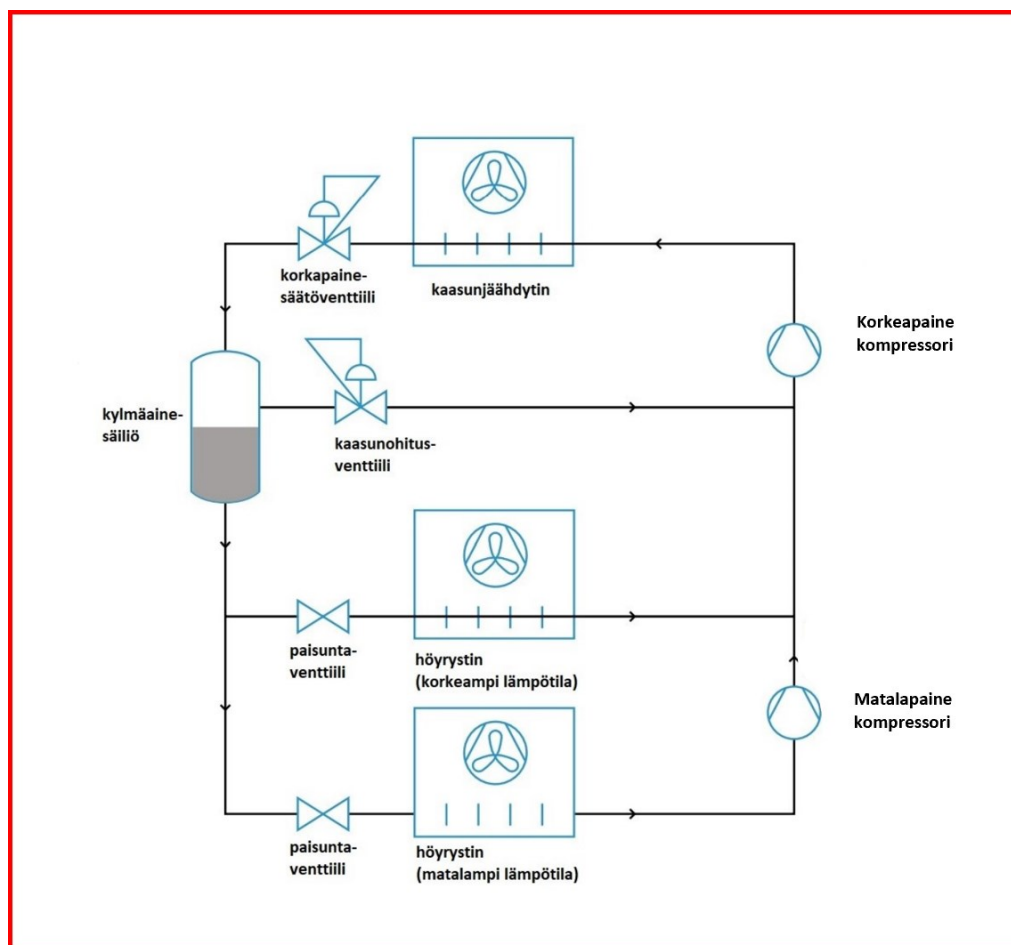 korkapaine-
säätöventtiili
kaasunjäähdytin
Korkeapaine
kompressori
kylmäaine-
säiliö
kaasunohitus-
venttiili
paisunta-
venttiili
höyrystin
(korkeampi lämpötila)
Matalapaine
kompressori
paisunta-
venttiili
höyrystin
(matalampi lämpötila)